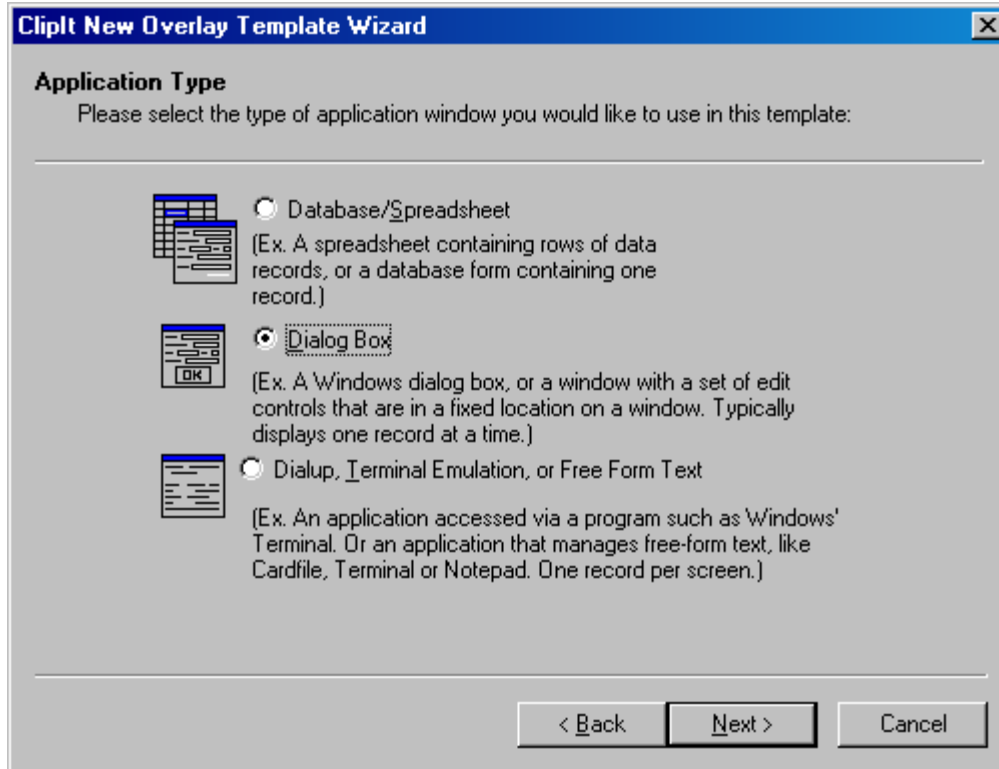 ClipIt New Overlay Template Wizard
Application Type
Please select the type of application window you would like to use in this template:
Database/Spreadsheet
(Ex. A spreadsheet containing rows of data
records, or a database form containing one
record.)
Dialog Box
OK
(Ex. A Windows dialog box, or a window with a set of edit
controls that are in a fixed location on a window. Typically
displays one record at a time.)
Dialup, Terminal Emulation, or Free Form Text
(Ex. An application accessed via a program such as Windows'
Terminal. Or an application that manages free-form text, like
Cardfile, Terminal or Notepad. One record per screen.)
< Back Next > Cancel